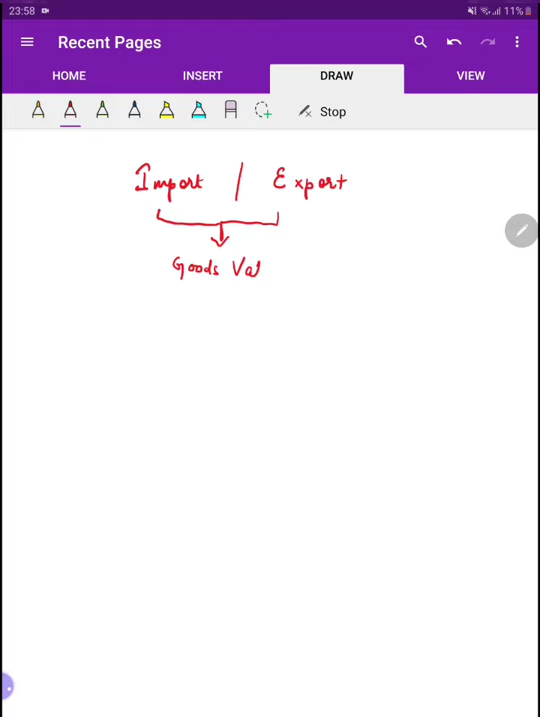 23:58 11%
Recent Pages
HOME INSERT DRAW VIEW
Stop
Import / Export
Goods Val